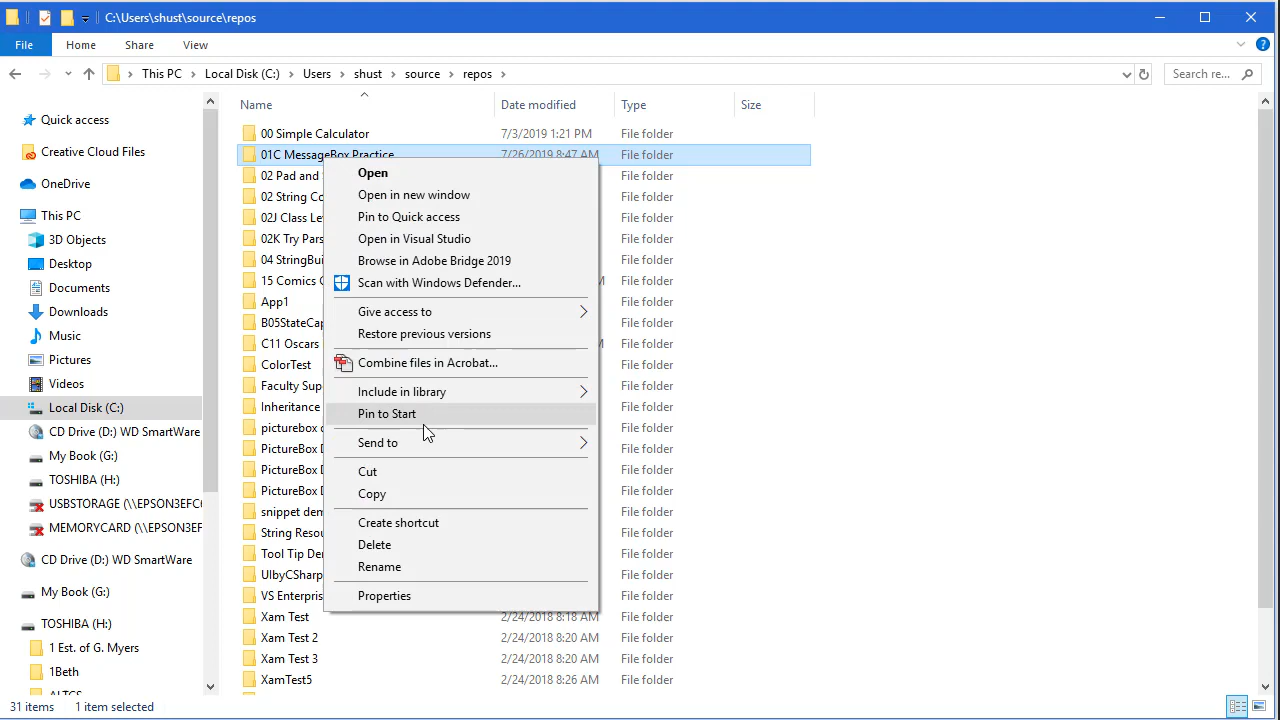 C:\Users\shust\source\repos
File Home Share View
This PC Local Disk (C:) Users shust source repos Search re...
Name Date modified Type Size
Quick access
Creative Cloud Files
OneDrive
This PC
3D Objects
Desktop
Documents
Downloads
Music
Pictures
Videos
Local Disk (C:)
CD Drive (D:) WD SmartWare
My Book (G:)
TOSHIBA (H:)
USBSTORAGE (\\EPSON3EFC
MEMORYCARD (\\EPSON3EF
CD Drive (D:) WD SmartWare
My Book (G:)
TOSHIBA (H:)
1 Est. of G. Myers
1Beth
00 Simple Calculator 7/3/2019 1:21 PM File folder
01C MessageBox Practice 7/26/2019 8:47 AM File folder
02 Pad and File folder
02 String Co File folder
02J Class Le File folder
02K Try Pars File folder
04 StringBui File folder
15 Comics File folder
App1 File folder
B05StateCap File folder
C11 Oscars File folder
ColorTest File folder
Faculty Sup File folder
Inheritance File folder
picturebox File folder
PictureBox File folder
PictureBox File folder
PictureBox File folder
snippet dem File folder
String Resou File folder
Tool Tip De File folder
UlbyCSharp File folder
VS Enterpris File folder
Xam Test 2/24/2018 8:18 AM File folder
Xam Test 2 2/24/2018 8:20 AM File folder
Xam Test 3 2/24/2018 8:20 AM File folder
XamTest5 2/24/2018 8:26 AM File folder
Open
Open in new window
Pin to Quick access
Open in Visual Studio
Browse in Adobe Bridge 2019
Scan with Windows Defender...
Give access to
Restore previous versions
Combine files in Acrobat...
Include in library
Pin to Start
Send to
Cut
Copy
Create shortcut
Delete
Rename
Properties
31 items 1 item selected